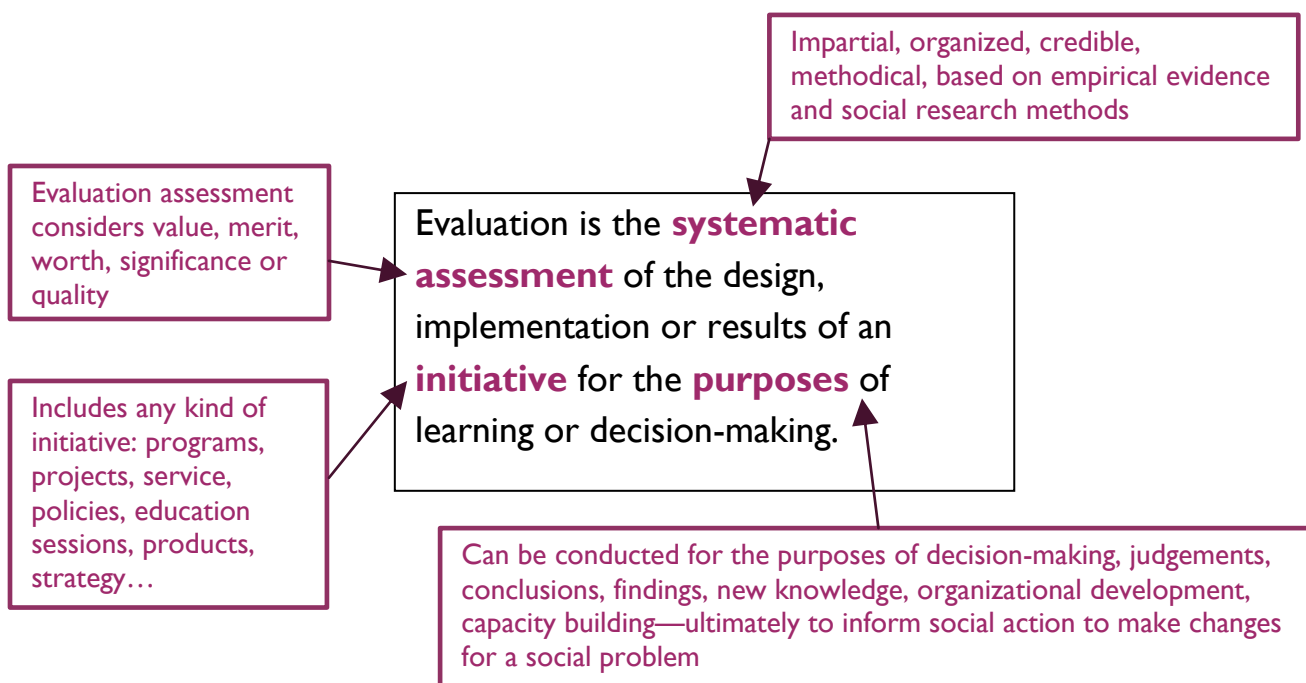 Impartial, organized, credible,
methodical, based on empirical evidence
and social research methods
Evaluation assessment
considers value, merit,
worth, significance or
quality
Evaluation is the systematic
assessment of the design,
implementation or results of an
initiative for the purposes of
learning or decision-making.
Includes any kind of
initiative: programs,
projects, service,
policies, education
sessions, products,
strategy…
Can be conducted for the purposes of decision-making, judgements,
conclusions, findings, new knowledge, organizational development,
capacity building—ultimately to inform social action to make changes
for a social problem